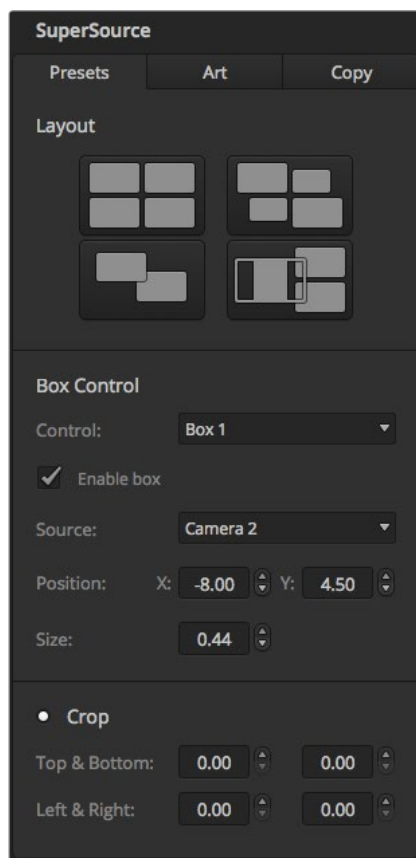 SuperSource
Presets Art Copy
Layout
Box Control
Control: Box 1
Enable box
Source: Camera 2
Position: X: -8.00 Y: 4.50
Size: 0.44
Crop
Top & Bottom: 0.00 0.00
Left & Right: 0.00 0.00